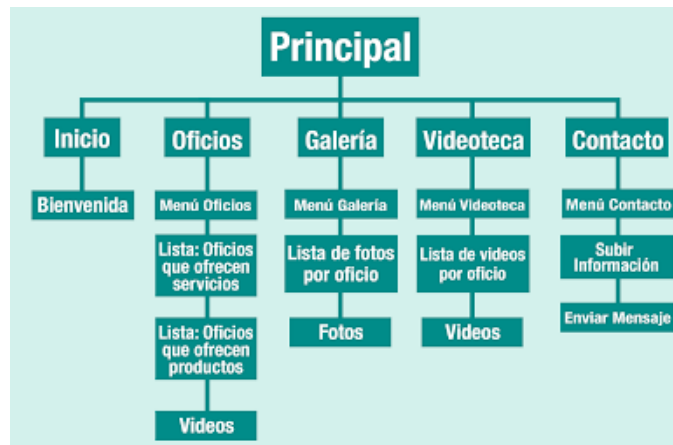 Principal
Inicio
Bienvenida
Oficios
Menú Oficios
Lista: Oficios
que ofrecen
servicios
Lista: Oficios
que ofrecen
productos
Videos
Galería
Menú Galería
Lista de fotos
por oficio
Fotos
Videoteca
Menú Videoteca
Lista de videos
por oficio
Videos
Contacto
Menú Contacto
Subir
Información
Enviar Mensaje